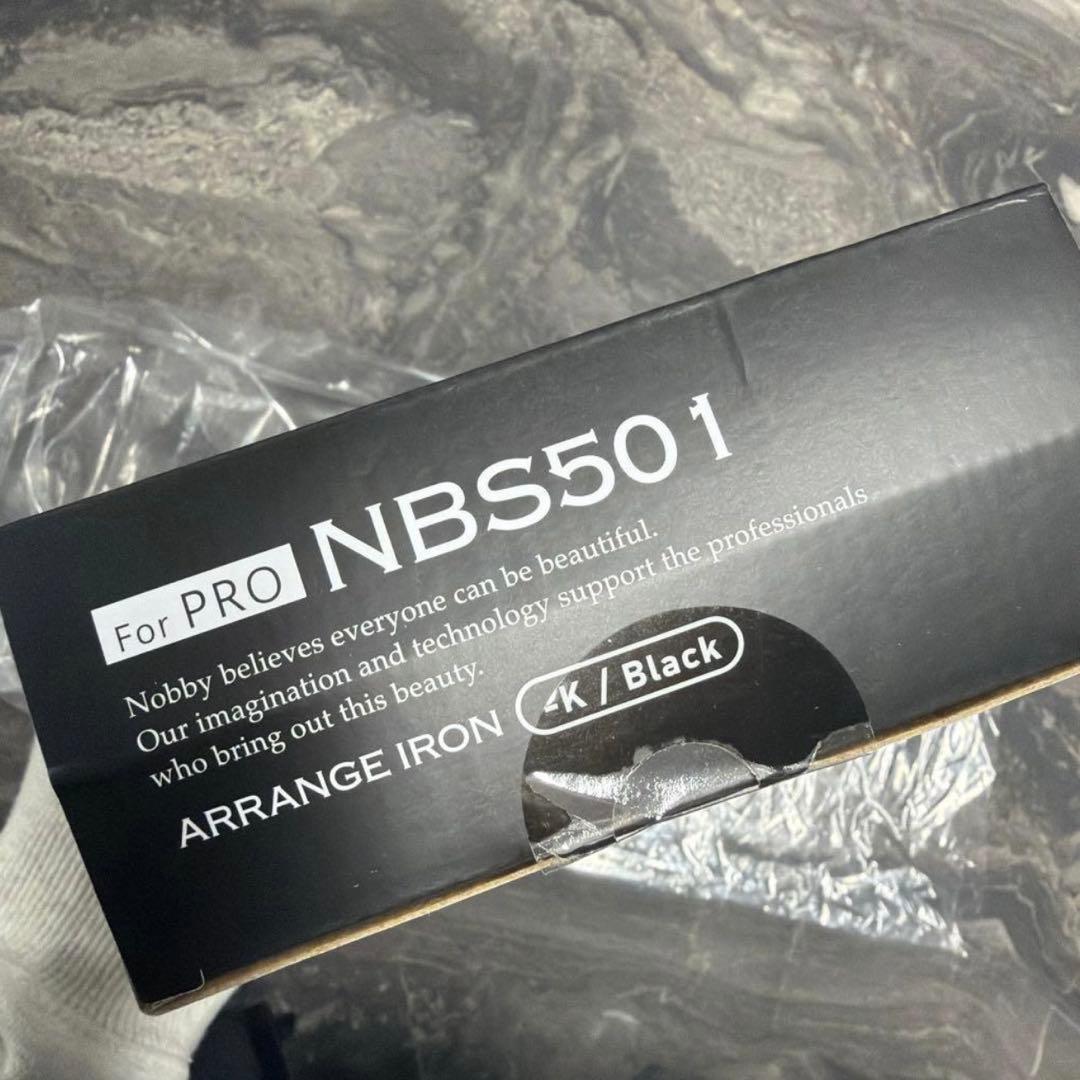 For PRO NBS501
Nobby believes everyone can be beautiful.
Our imagination and technology support the professionals
who bring out this beauty.
ARRANGE IRON K / Black